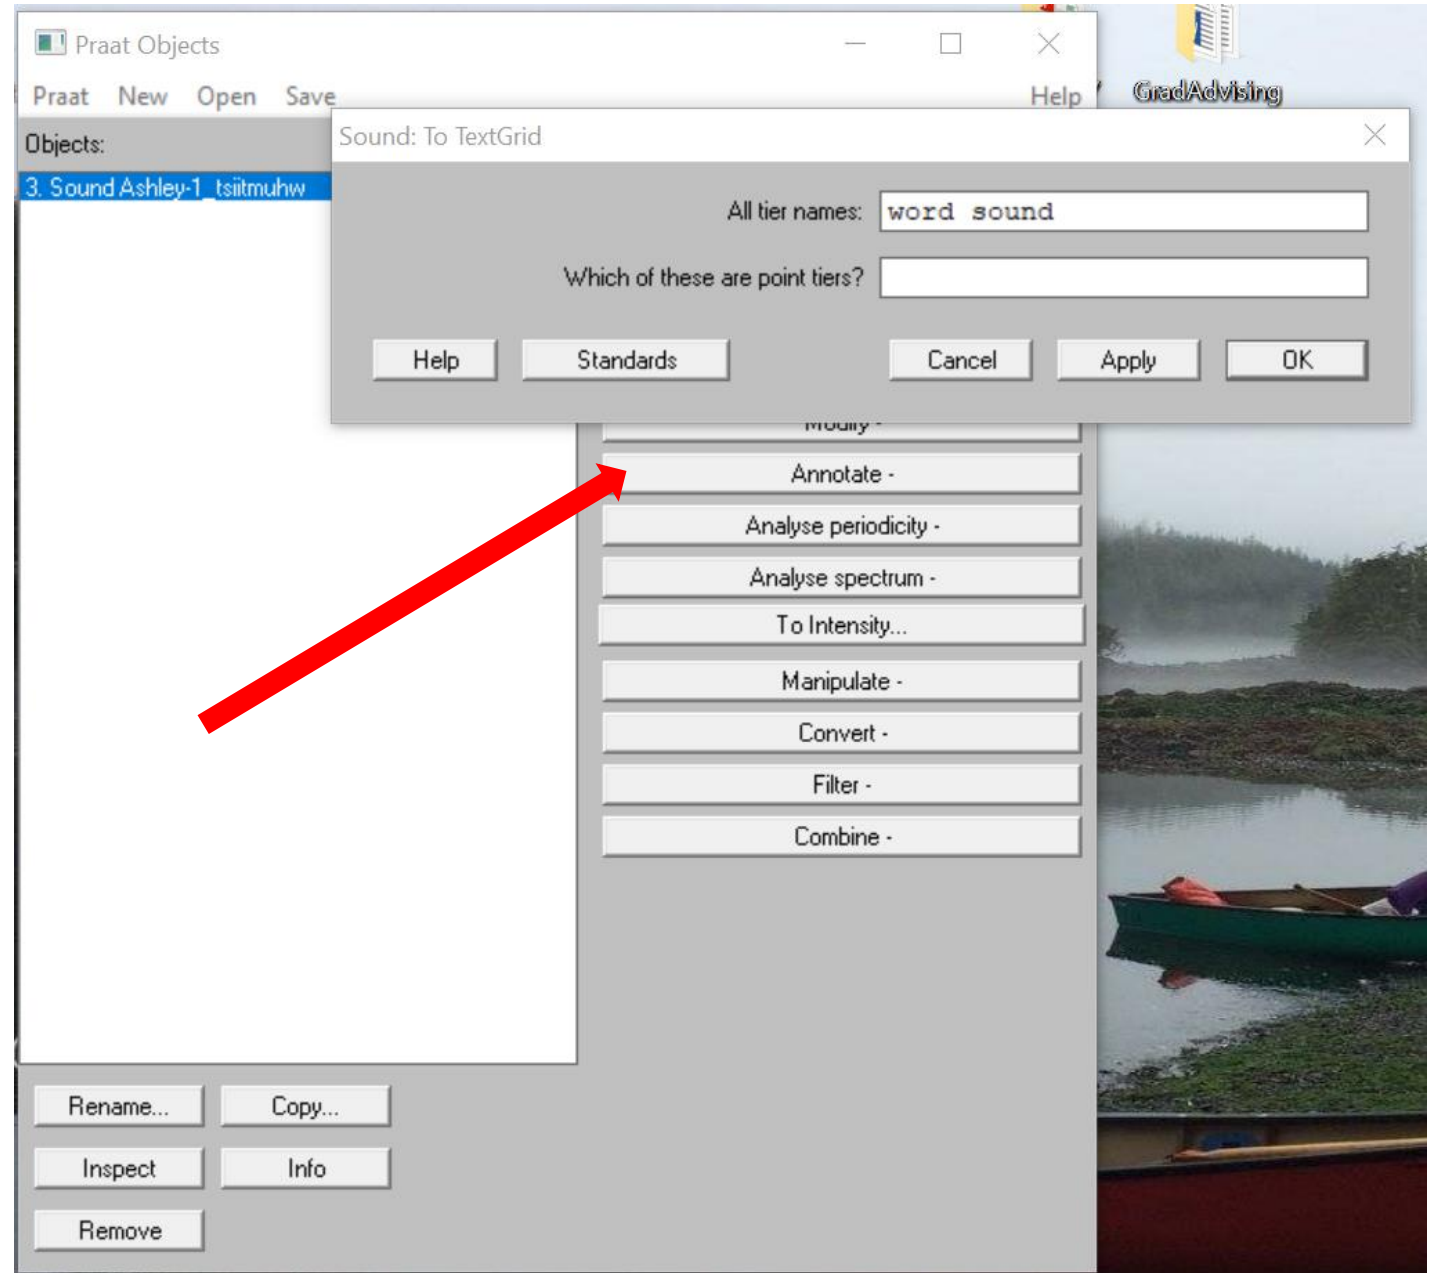 Praat Objects
Praat New Open Save Help
GradAdvising
Objects:
3. Sound Ashley-1_tsiitmuhw
Sound: To TextGrid
All tier names: word sound
Which of these are point tiers?
Help Standards Cancel Apply OK
Modify -
Annotate -
Analyse periodicity -
Analyse spectrum -
To Intensity...
Manipulate -
Convert -
Filter -
Combine -
Rename... Copy...
Inspect Info
Remove